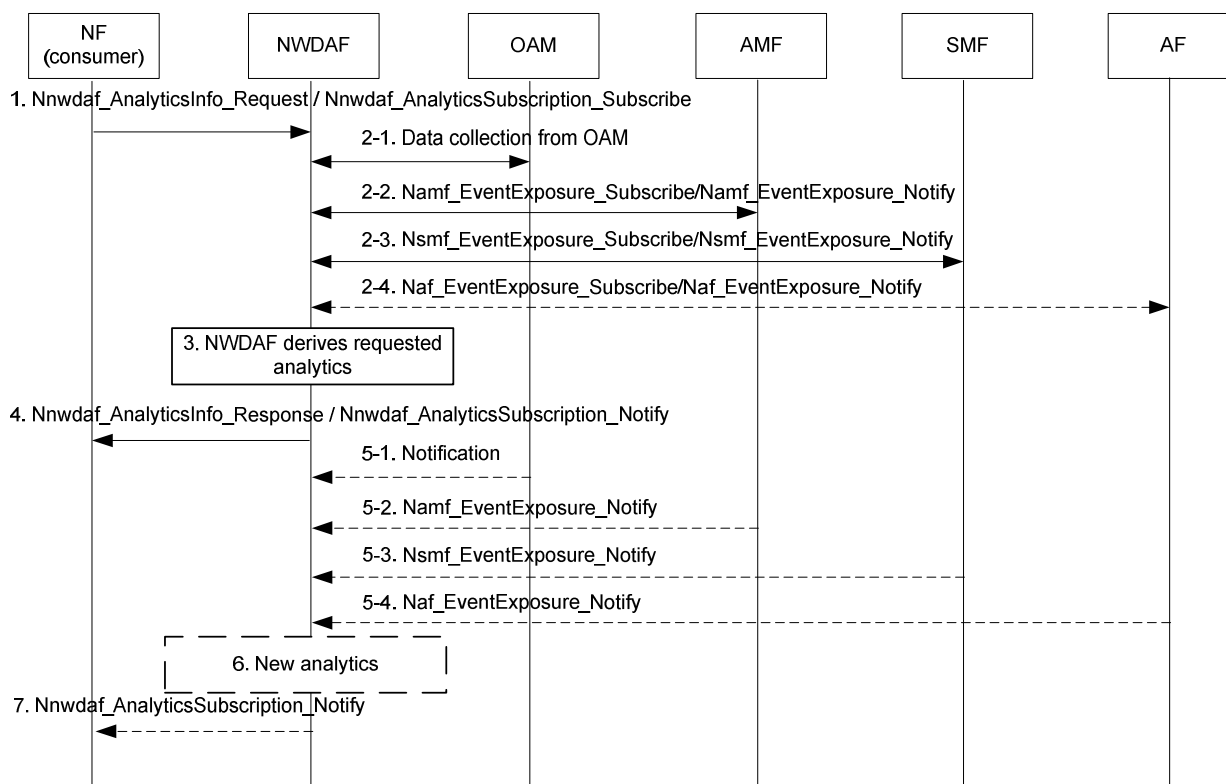 NF
(consumer)
NWDAF
OAM
AMF
SMF
AF
1. Nnwdaf_AnalyticsInfo_Request / Nnwdaf_AnalyticsSubscription_Subscribe
2-1. Data collection from OAM
2-2. Namf_EventExposure_Subscribe/Namf_EventExposure_Notify
2-3. Nsmf_EventExposure_Subscribe/Nsmf_EventExposure_Notify
2-4. Naf_EventExposure_Subscribe/Naf_EventExposure_Notify
3. NWDAF derives requested
analytics
4. Nnwdaf_AnalyticsInfo_Response / Nnwdaf_AnalyticsSubscription_Notify
5-1. Notification
5-2. Namf_EventExposure_Notify
5-3. Nsmf_EventExposure_Notify
5-4. Naf_EventExposure_Notify
6. New analytics
7. Nnwdaf_AnalyticsSubscription_Notify